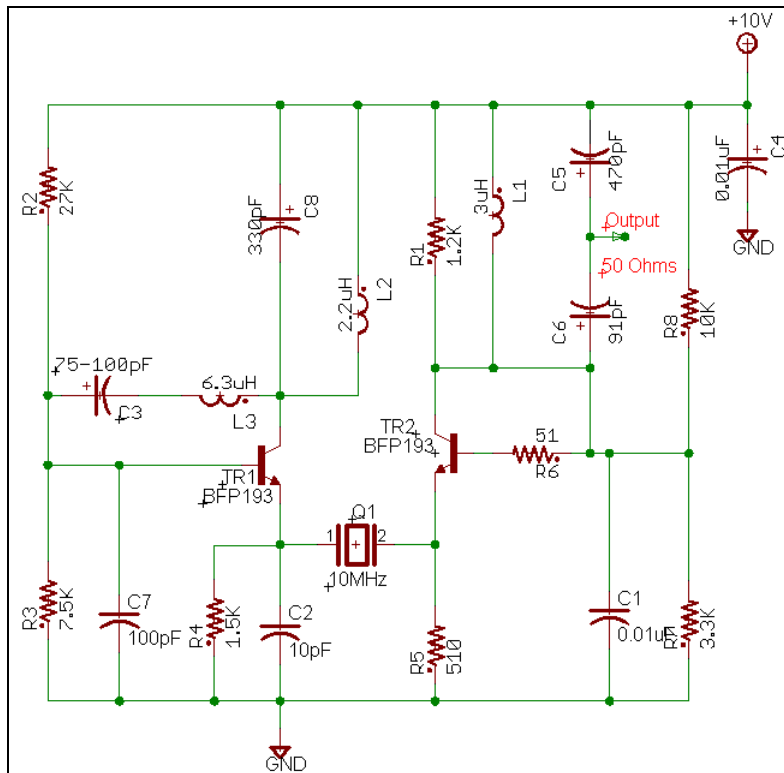 +10V
R2
27K
330pF
C8
2.2uH
L2
R1
1.2K
3uH
L1
C5
470pF
0.01uF
C4
GND
Output
50 Ohms
C6
91pF
R8
10K
75-100pF
C3
6.3uH
L3
TR1
BFP193
TR2
BFP193
51
R6
Q1
1
2
10MHz
R3
7.5K
C7
100pF
R4
1.5K
C2
10pF
R5
510
C1
0.01uF
3.3K
GND